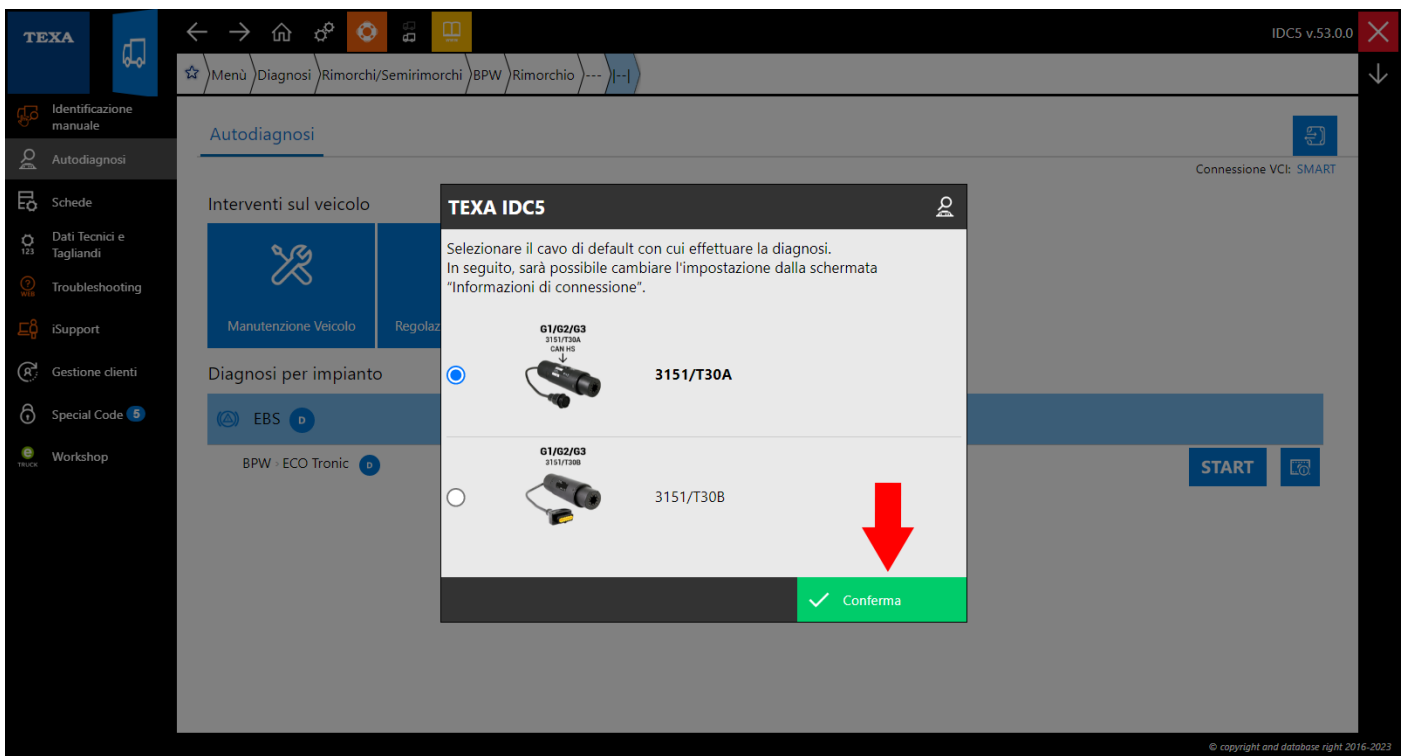 TEXA
IDC5 v.53.0.0
Menù
Diagnosi
Rimorchi/Semirimorchi
BPW
Rimorchio
---
|--|
Identificazione
manuale
Autodiagnosi
Schede
123
Dati Tecnici e
Tagliandi
WEB
Troubleshooting
iSupport
R
Gestione clienti
Special Code 5
e
TRUCK
Workshop
Autodiagnosi
Connessione VCI: SMART
Interventi sul veicolo
Manutenzione Veicolo
Regolaz
Diagnosi per impianto
EBS D
BPW > ECO Tronic D
START
TEXA IDC5
Selezionare il cavo di default con cui effettuare la diagnosi.
In seguito, sarà possibile cambiare l'impostazione dalla schermata
"Informazioni di connessione".
G1/G2/G3
3151/T30A
CAN HS
3151/T30A
G1/G2/G3
3151/T30B
3151/T30B
Conferma
© copyright and database right 2016-2023